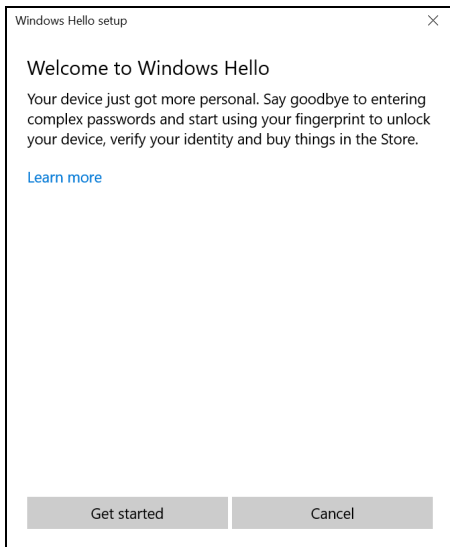 Windows Hello setup
Welcome to Windows Hello
Your device just got more personal. Say goodbye to entering
complex passwords and start using your fingerprint to unlock
your device, verify your identity and buy things in the Store.
Learn more
Get started
Cancel